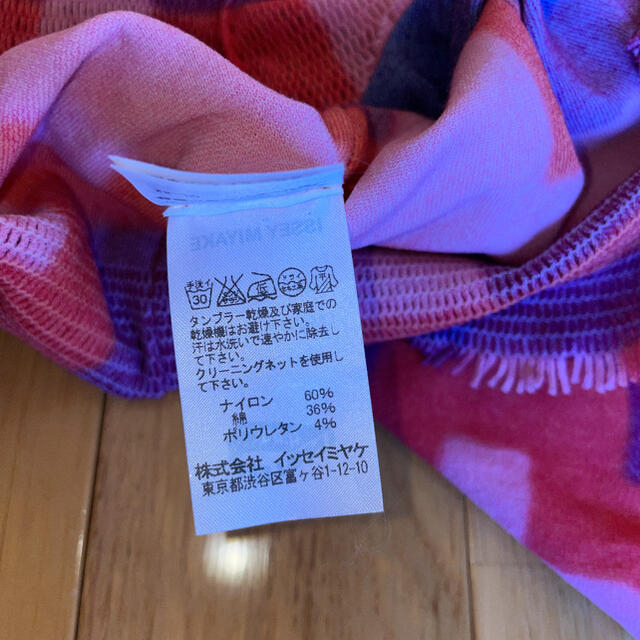 ISSEY MIYAKE
手洗イ
30
タンブラー乾燥及び家庭での
乾燥機はお避け下さい。
汗は水洗いで速やかに除去し
て下さい。
クリーニングネットを使用し
て下さい。
ナイロン 60%
綿 36%
ポリウレタン 4%
株式会社 イッセイミヤケ
東京都渋谷区富ヶ谷1-12-10